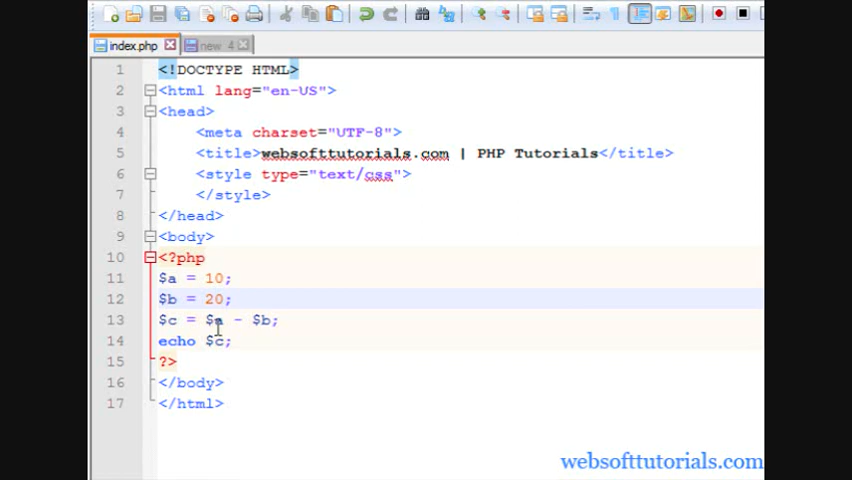 index.php new 4
1 <!DOCTYPE HTML>
2 <html lang="en-US">
3 <head>
4 <meta charset="UTF-8">
5 <title>websofttutorials.com | PHP Tutorials</title>
6 <style type="text/css">
7 </style>
8 </head>
9 <body>
10 <?php
11 $a = 10;
12 $b = 20;
13 $c = $a - $b;
14 echo $c;
15 ?>
16 </body>
17 </html>
websofttutorials.com